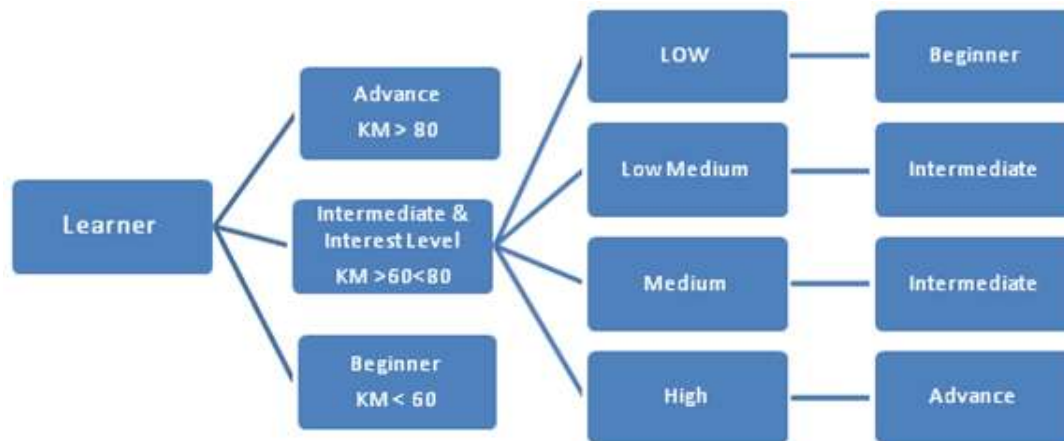 Learner
Advance
KM > 80
Intermediate &
Interest Level
KM >60<80
Beginner
KM < 60
LOW
Beginner
Low Medium
Intermediate
Medium
Intermediate
High
Advance